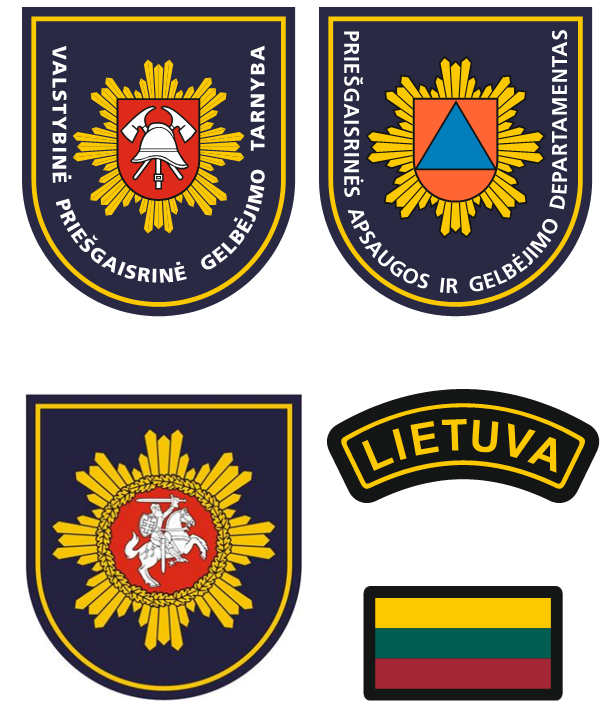 VALSTYBINĖ PRIEŠGAISRINĖ GELBĖJIMO TARNYBA
PRIEŠGAISRINĖS APSAUGOS IR GELBĖJIMO DEPARTAMENTAS
LIETUVA